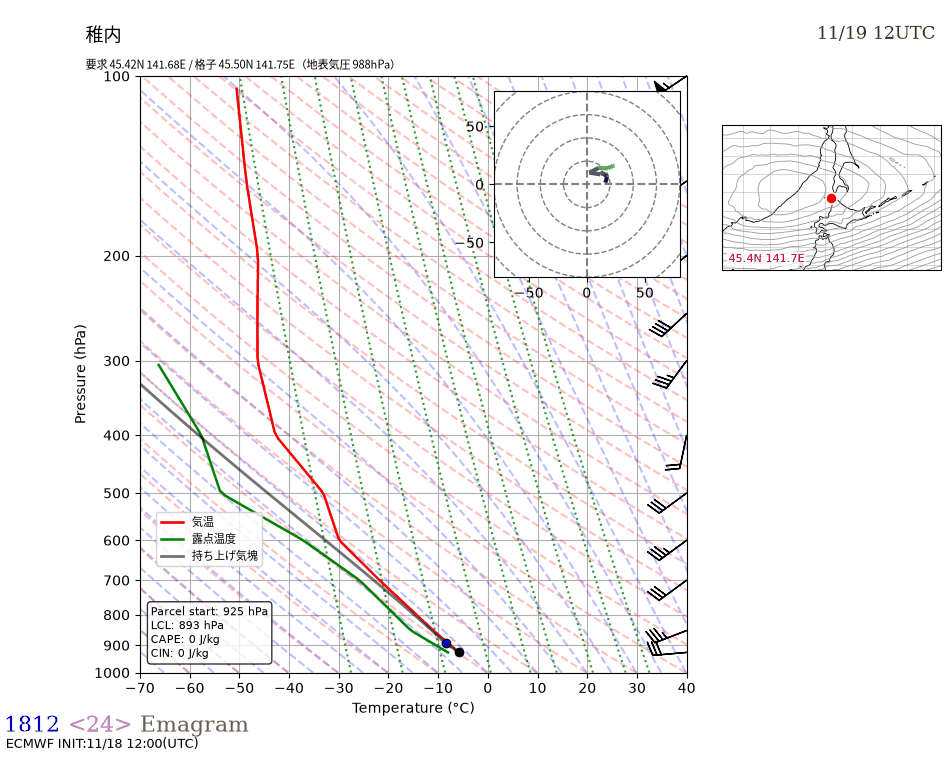 稚内
11/19 12UTC
要求 45.42N 141.68E / 格子 45.50N 141.75E（地表気圧 988hPa）
100
200
300
400
500
600
700
800
900
1000
Pressure (hPa)
50
0
−50
−50 0 50
45.4N 141.7E
気温
露点温度
持ち上げ気塊
Parcel start: 925 hPa
LCL: 893 hPa
CAPE: 0 J/kg
CIN: 0 J/kg
−70 −60 −50 −40 −30 −20 −10 0 10 20 30 40
Temperature (°C)
1812 <24> Emagram
ECMWF INIT:11/18 12:00(UTC)